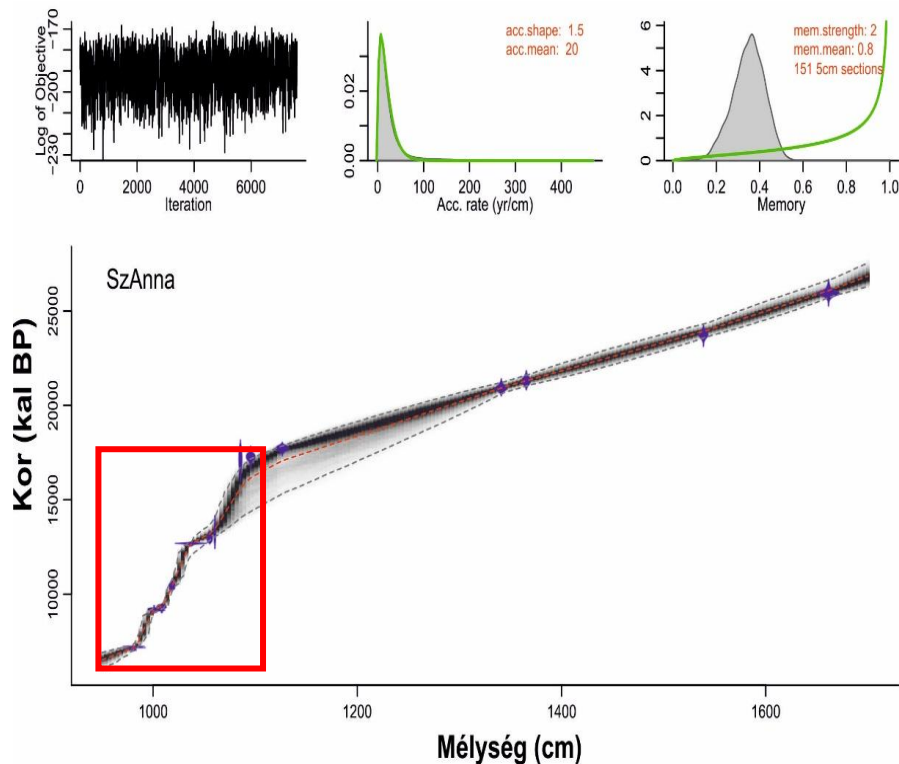 Log of Objective
-170
-200
-230
0
2000
4000
6000
Iteration
acc.shape: 1.5
acc.mean: 20
0.00
0.02
0
100
200
300
400
Acc. rate (yr/cm)
mem.strength: 2
mem.mean: 0.8
151 5cm sections
0
2
4
6
0.0
0.2
0.4
0.6
0.8
1.0
Memory
SzAnna
Kor (kal BP)
10000
15000
20000
25000
1000
1200
1400
1600
Mélység (cm)